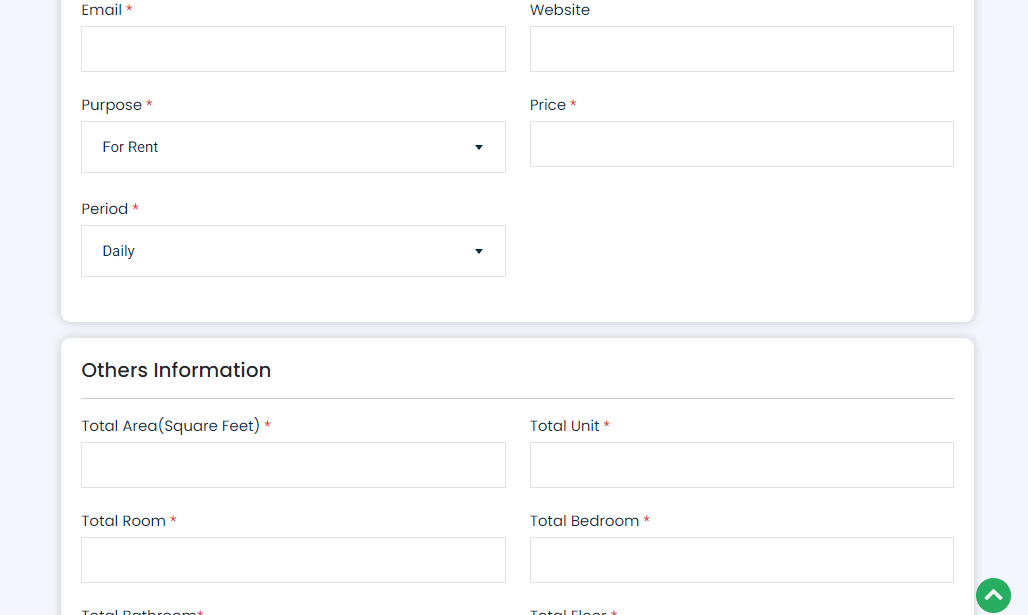 Email *
Website
Purpose *
Price *
For Rent
Period *
Daily
Others Information
Total Area(Square Feet) *
Total Unit *
Total Room *
Total Bedroom *
Total Bathroom*
Total Floor *